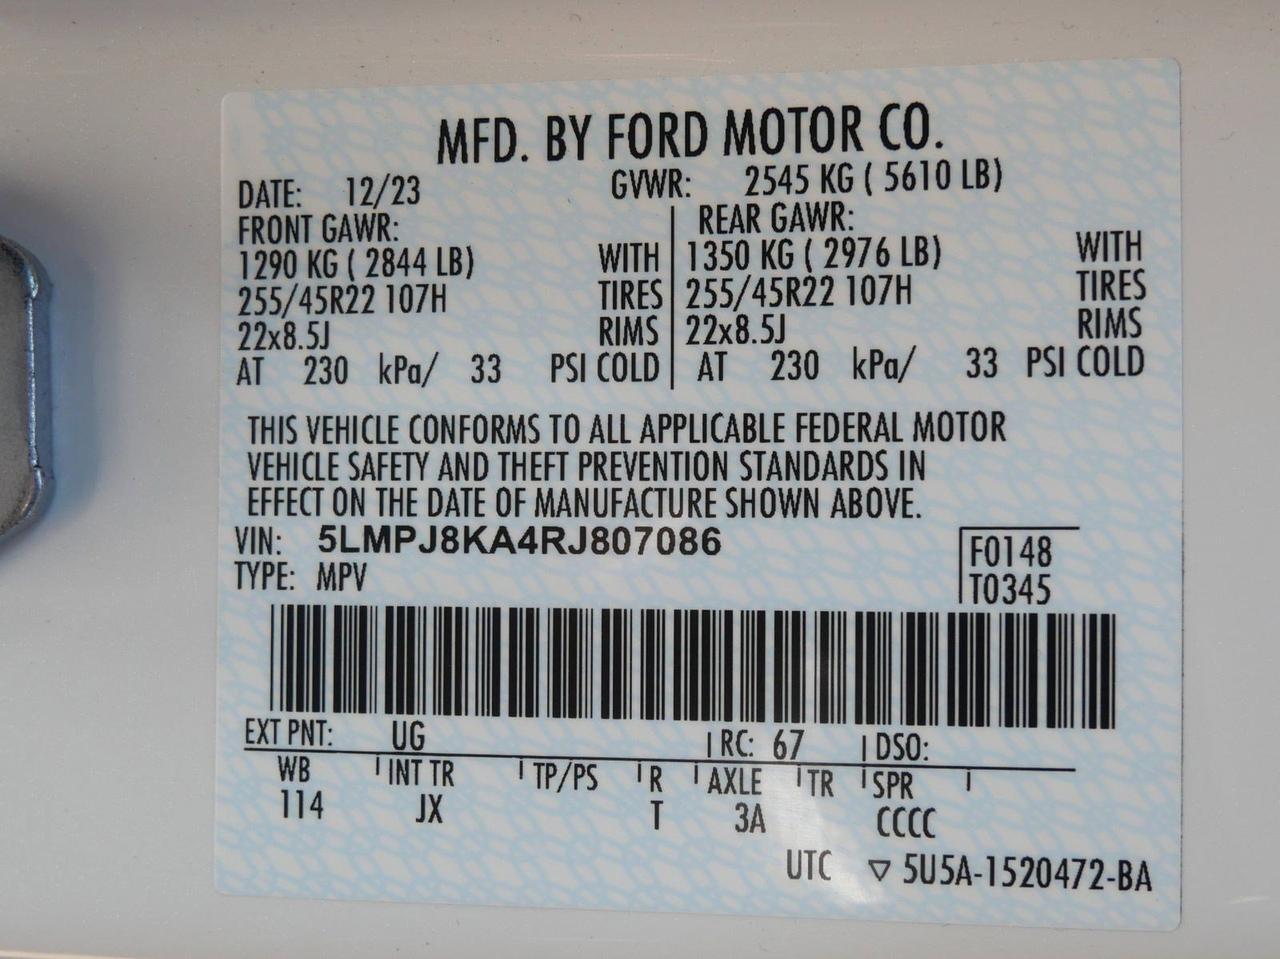 MFD. BY FORD MOTOR CO.
DATE: 12/23 GVWR: 2545 KG ( 5610 LB)
FRONT GAWR: REAR GAWR:
1290 KG ( 2844 LB) WITH 1350 KG ( 2976 LB) WITH
255/45R22 107H TIRES 255/45R22 107H TIRES
22x8.5J RIMS 22x8.5J RIMS
AT 230 kPa/ 33 PSI COLD AT 230 kPa/ 33 PSI COLD
THIS VEHICLE CONFORMS TO ALL APPLICABLE FEDERAL MOTOR
VEHICLE SAFETY AND THEFT PREVENTION STANDARDS IN
EFFECT ON THE DATE OF MANUFACTURE SHOWN ABOVE.
VIN: 5LMPJ8KA4RJ807086 F0148
TYPE: MPV T0345
EXT PNT: UG RC: 67 DSO:
WB INT TR TP/PS R AXLE TR SPR
114 JX T 3A CCCC
UTC ▽ 5U5A-1520472-BA